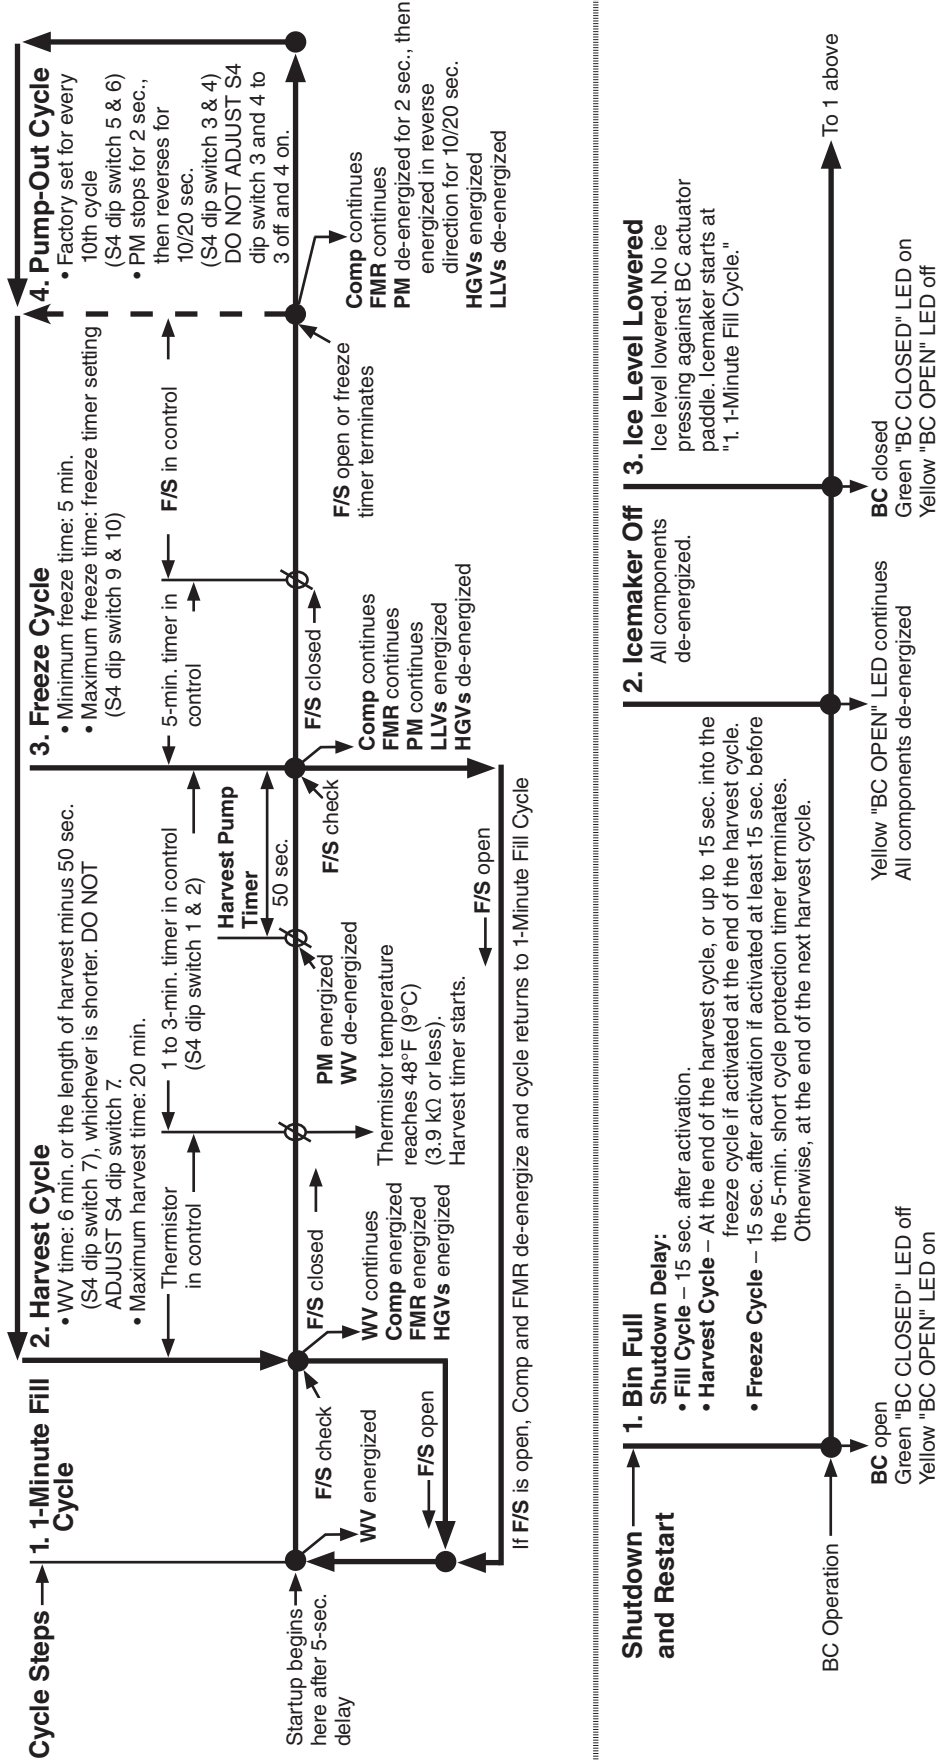 Cycle Steps
1. 1-Minute Fill
Cycle
2. Harvest Cycle
• WV time: 6 min. or the length of harvest minus 50 sec.
(S4 dip switch 7), whichever is shorter. DO NOT
ADJUST S4 dip switch 7.
• Maximum harvest time: 20 min.
3. Freeze Cycle
• Minimum freeze time: 5 min.
• Maximum freeze time: freeze timer setting
(S4 dip switch 9 & 10)
4. Pump-Out Cycle
• Factory set for every
10th cycle
(S4 dip switch 5 & 6)
• PM stops for 2 sec.,
then reverses for
10/20 sec.
(S4 dip switch 3 & 4)
DO NOT ADJUST S4
dip switch 3 and 4 to
3 off and 4 on.
Thermistor
in control
1 to 3-min. timer in control
(S4 dip switch 1 & 2)
Harvest Pump
Timer
50 sec.
5-min. timer in
control
F/S in control
Startup begins
here after 5-sec.
delay
WV energized
F/S check
F/S closed
WV continues
Comp energized
FMR energized
HGVs energized
F/S open
Thermistor temperature
reaches 48°F (9°C)
(3.9 kΩ or less).
Harvest timer starts.
PM energized
WV de-energized
F/S check
F/S closed
Comp continues
FMR continues
PM continues
LLVs energized
HGVs de-energized
F/S open
F/S open or freeze
timer terminates
Comp continues
FMR continues
PM de-energized for 2 sec., then
energized in reverse
direction for 10/20 sec.
HGVs energized
LLVs de-energized
If F/S is open, Comp and FMR de-energize and cycle returns to 1-Minute Fill Cycle
Shutdown
and Restart
1. Bin Full
Shutdown Delay:
• Fill Cycle – 15 sec. after activation.
• Harvest Cycle – At the end of the harvest cycle, or up to 15 sec. into the
freeze cycle if activated at the end of the harvest cycle.
• Freeze Cycle – 15 sec. after activation if activated at least 15 sec. before
the 5-min. short cycle protection timer terminates.
Otherwise, at the end of the next harvest cycle.
2. Icemaker Off
All components
de-energized.
3. Ice Level Lowered
Ice level lowered. No ice
pressing against BC actuator
paddle. Icemaker starts at
"1. 1-Minute Fill Cycle."
BC Operation
To 1 above
BC open
Green "BC CLOSED" LED off
Yellow "BC OPEN" LED on
Yellow "BC OPEN" LED continues
All components de-energized
BC closed
Green "BC CLOSED" LED on
Yellow "BC OPEN" LED off